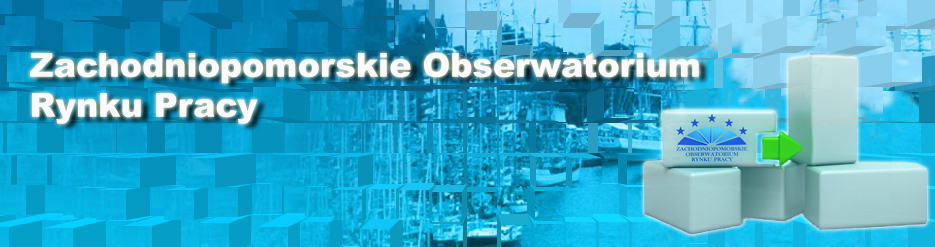 Zachodniopomorskie Obserwatorium
Rynku Pracy
ZACHODNIOPOMORSKIE
OBSERWATORIUM
RYNKU PRACY